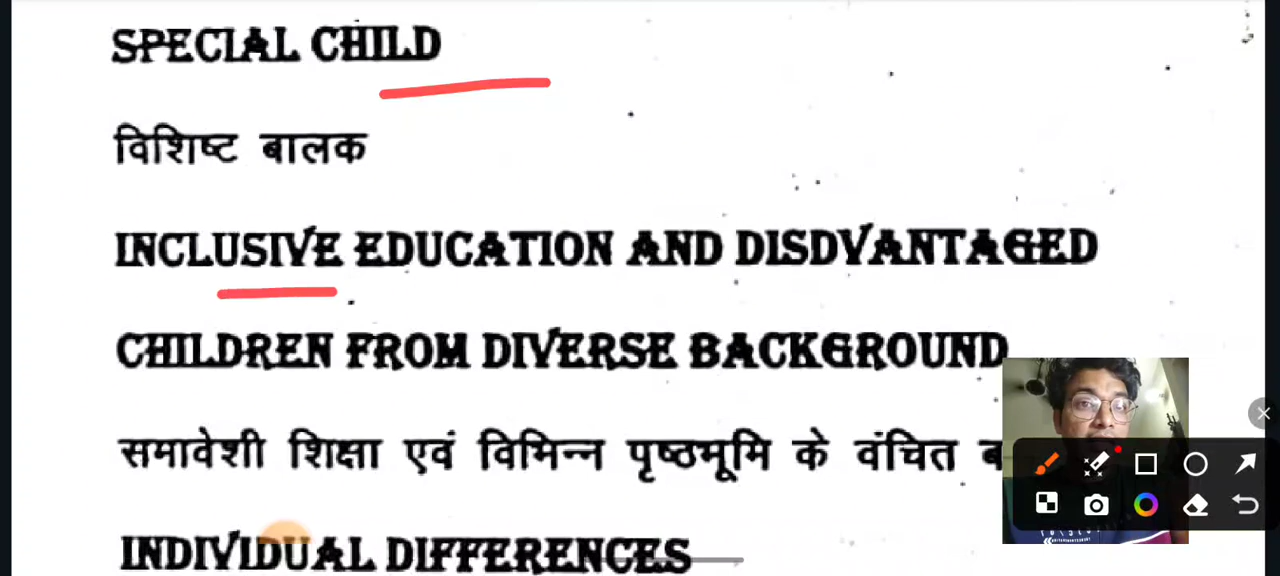 SPECIAL CHILD
विशिष्ट बालक
INCLUSIVE EDUCATION AND DISDVANTAGED
CHILDREN FROM DIVERSE BACKGROUND
समावेशी शिक्षा एवं विभिन्न पृष्ठभूमि के वंचित
INDIVIDUAL DIFFERENCES